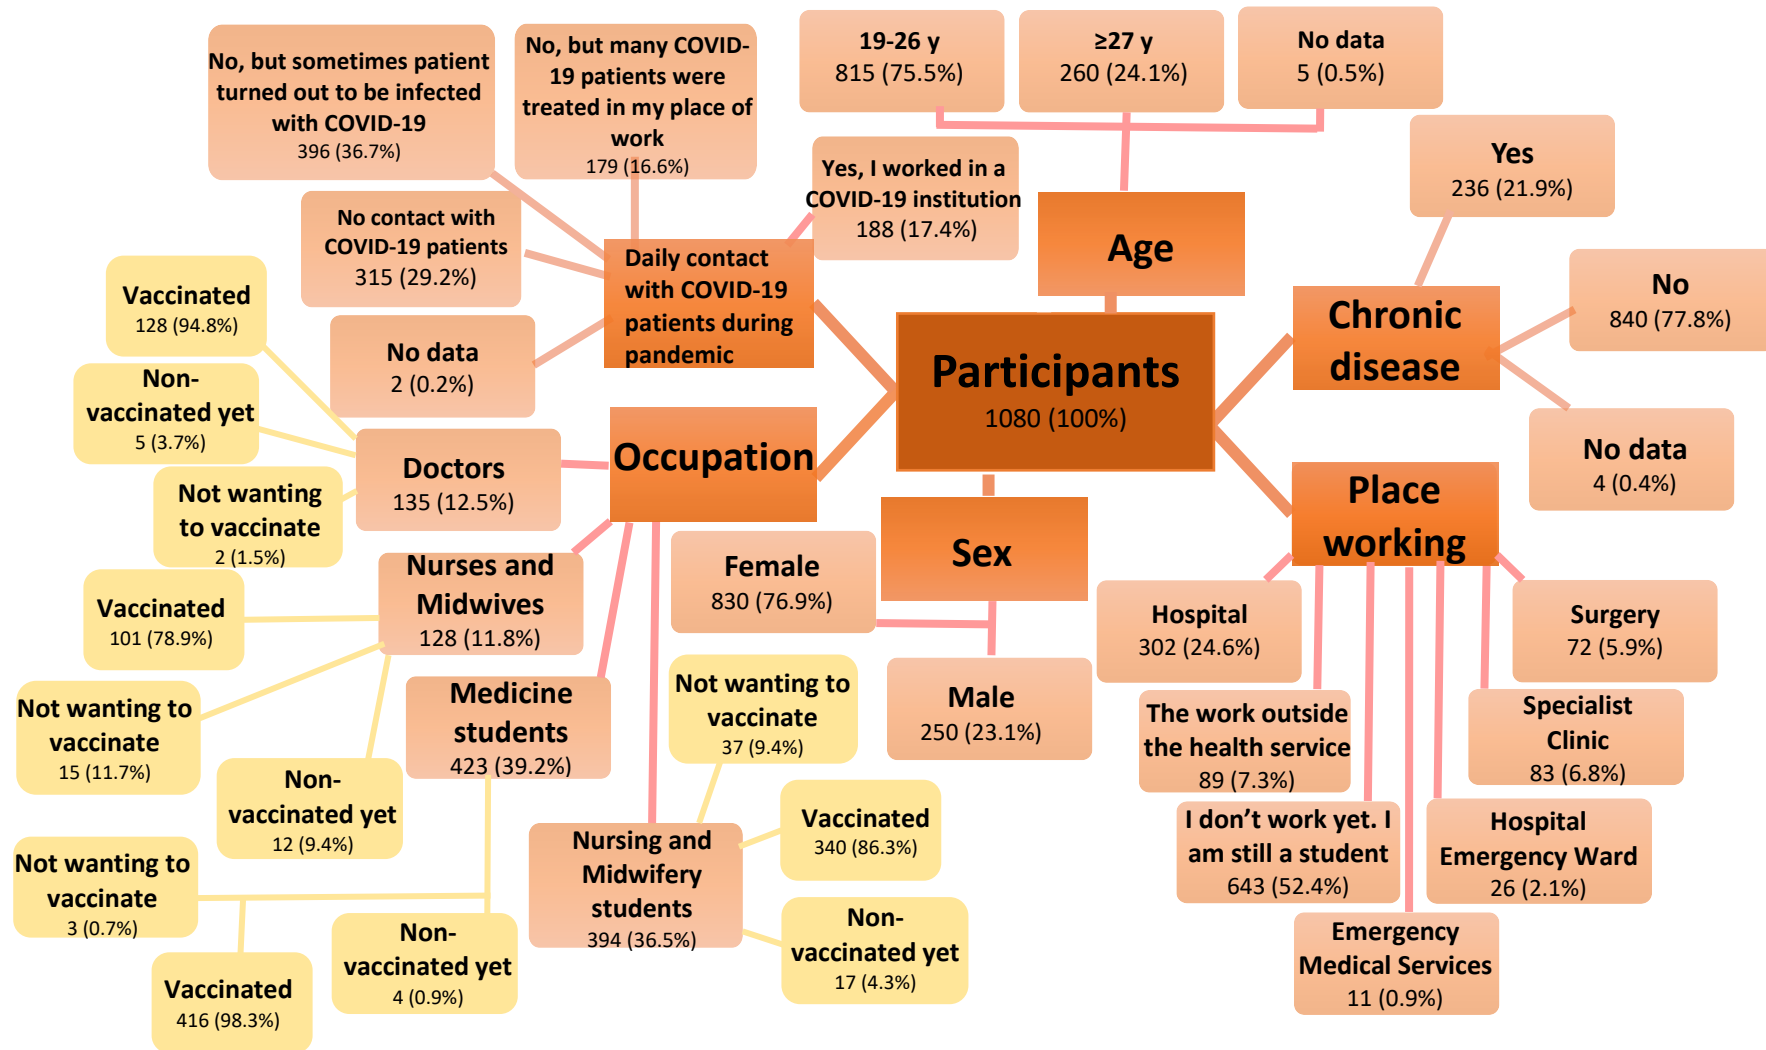 No, but sometimes patient
turned out to be infected
with COVID-19
396 (36.7%)
No, but many COVID-
19 patients were
treated in my place of
work
179 (16.6%)
19-26 y
815 (75.5%)
≥27 y
260 (24.1%)
No data
5 (0.5%)
Yes, I worked in a
COVID-19 institution
188 (17.4%)
Yes
236 (21.9%)
No contact with
COVID-19 patients
315 (29.2%)
Daily contact
with COVID-19
patients during
pandemic
Age
Chronic
disease
No
840 (77.8%)
No data
4 (0.4%)
No data
2 (0.2%)
Participants
1080 (100%)
Vaccinated
128 (94.8%)
Non-
vaccinated yet
5 (3.7%)
Not wanting
to vaccinate
2 (1.5%)
Doctors
135 (12.5%)
Occupation
Place
working
Sex
Female
830 (76.9%)
Male
250 (23.1%)
Nurses and
Midwives
128 (11.8%)
Vaccinated
101 (78.9%)
Not wanting to
vaccinate
15 (11.7%)
Non-
vaccinated yet
12 (9.4%)
Medicine
students
423 (39.2%)
Not wanting to
vaccinate
3 (0.7%)
Vaccinated
416 (98.3%)
Non-
vaccinated yet
4 (0.9%)
Not wanting to
vaccinate
37 (9.4%)
Nursing and
Midwifery
students
394 (36.5%)
Vaccinated
340 (86.3%)
Non-
vaccinated yet
17 (4.3%)
Hospital
302 (24.6%)
Surgery
72 (5.9%)
The work outside
the health service
89 (7.3%)
Specialist
Clinic
83 (6.8%)
I don’t work yet. I
am still a student
643 (52.4%)
Hospital
Emergency Ward
26 (2.1%)
Emergency
Medical Services
11 (0.9%)